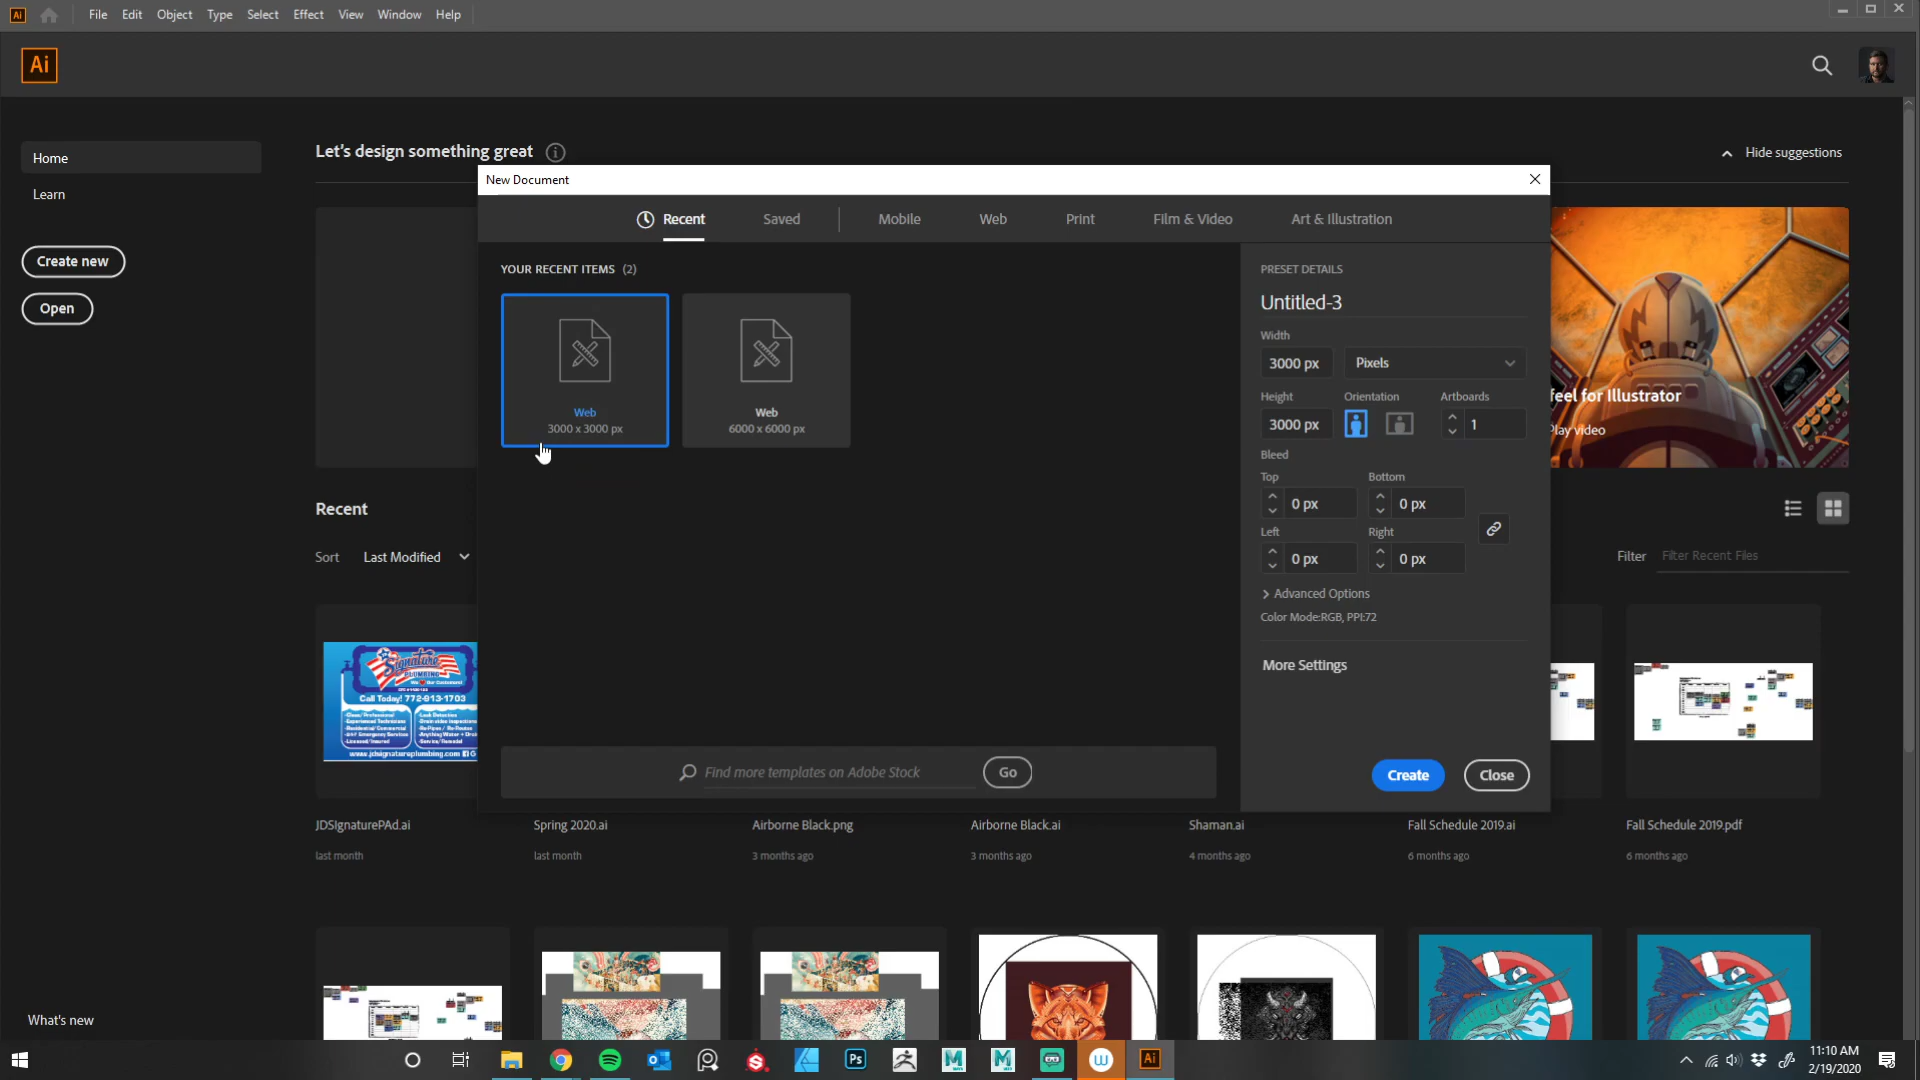 Ai File Edit Object Type Select Effect View Window Help
Ai
Home
Learn
Create new
Open
What's new
Let's design something great
Hide suggestions
New Document
Recent Saved Mobile Web Print Film & Video Art & Illustration
YOUR RECENT ITEMS (2)
Web
3000 x 3000 px
Web
6000 x 6000 px
Find more templates on Adobe Stock Go
PRESET DETAILS
Untitled-3
Width
3000 px Pixels
Height Orientation Artboards
3000 px 1
Bleed
Top Bottom
0 px 0 px
Left Right
0 px 0 px
Advanced Options
Color Mode:RGB, PPI:72
More Settings
Create Close
feel for Illustrator
Play video
Recent
Sort Last Modified
Filter Filter Recent Files
Signature
PLUMBING
Call Today! 772-913-1703
www.jdsignatureplumbing.com
JDSIgnaturePAd.ai
last month
Spring 2020.ai
last month
Airborne Black.png
3 months ago
Airborne Black.ai
3 months ago
Shaman.ai
4 months ago
Fall Schedule 2019.ai
6 months ago
Fall Schedule 2019.pdf
6 months ago
Ps
Ai
11:10 AM
2/19/2020